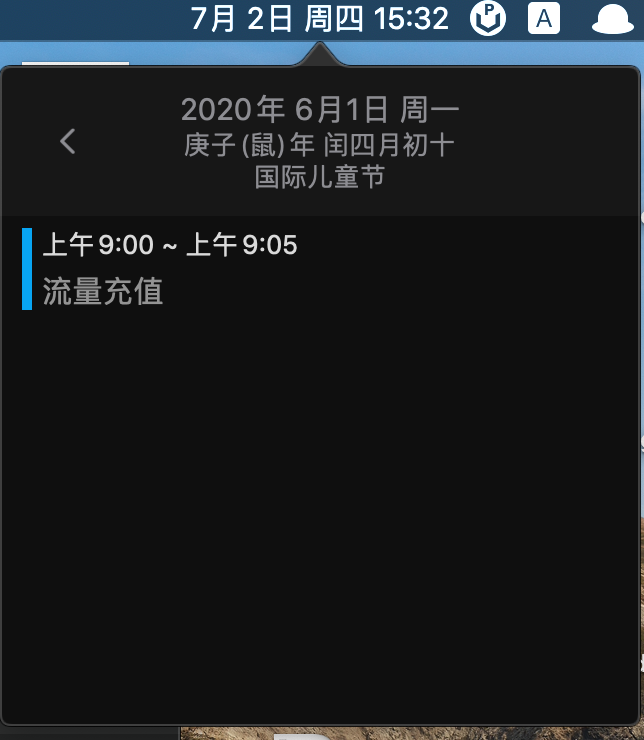 7月 2日 周四 15:32
P
A
2020年 6月1日 周一
庚子(鼠)年 闰四月初十
国际儿童节
上午9:00 ~ 上午9:05
流量充值